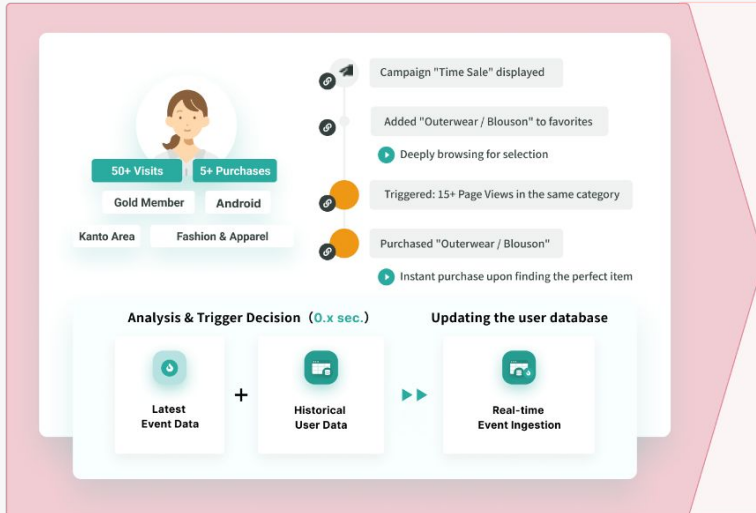 Campaign "Time Sale" displayed
Added "Outerwear / Blouson" to favorites
Deeply browsing for selection
50+ Visits
5+ Purchases
Gold Member
Android
Triggered: 15+ Page Views in the same category
Kanto Area
Fashion & Apparel
Purchased "Outerwear / Blouson"
Instant purchase upon finding the perfect item
Analysis & Trigger Decision (0.x sec.)
Updating the user database
Latest
Event Data
+
Historical
User Data
Real-time
Event Ingestion